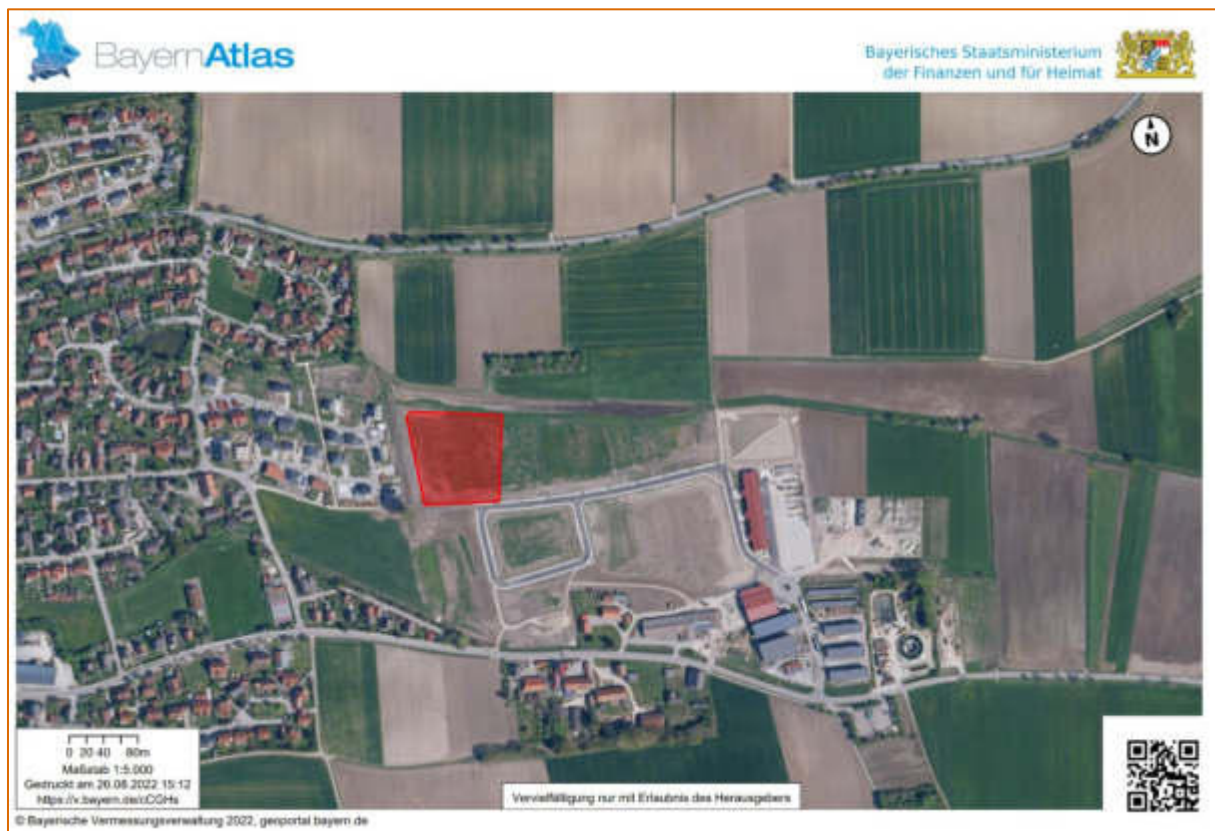 BayernAtlas
Bayerisches Staatsministerium
der Finanzen und für Heimat
N
0 20 40 80m
Maßstab 1:5.000
Gedruckt am 26.08.2022 15:12
https://v.bayern.de/cCGHs
Vervielfältigung nur mit Erlaubnis des Herausgebers
© Bayerische Vermessungsverwaltung 2022, geoportal.bayern.de